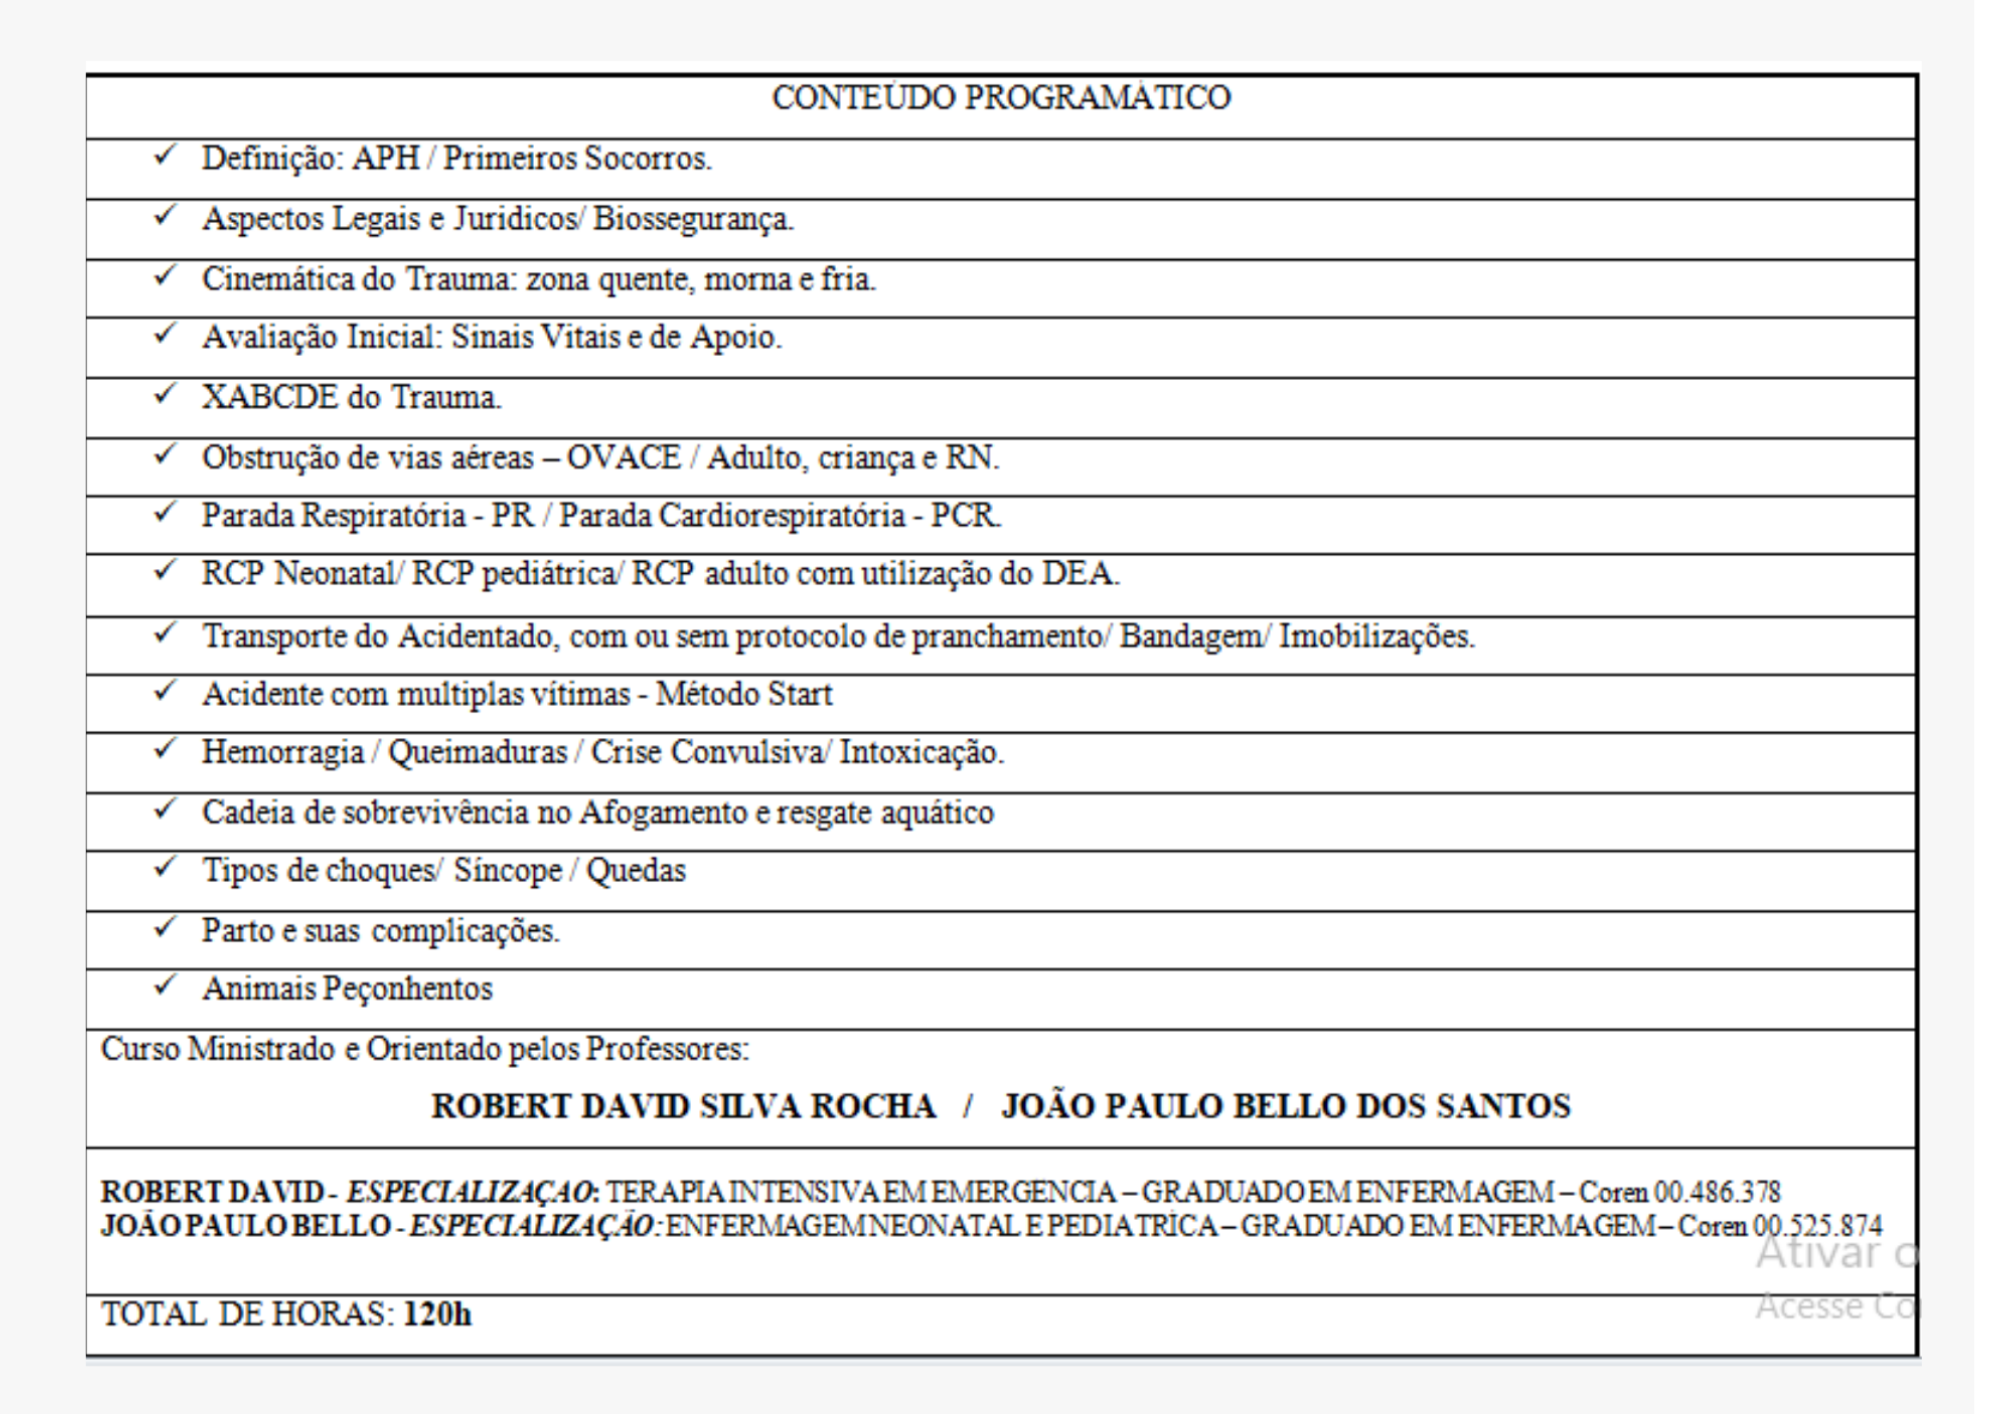 CONTEÚDO PROGRAMÁTICO
✓ Definição: APH / Primeiros Socorros.
✓ Aspectos Legais e Juridicos/ Biossegurança.
✓ Cinemática do Trauma: zona quente, morna e fria.
✓ Avaliação Inicial: Sinais Vitais e de Apoio.
✓ XABCDE do Trauma.
✓ Obstrução de vias aéreas – OVACE / Adulto, criança e RN.
✓ Parada Respiratória - PR / Parada Cardiorespiratória - PCR.
✓ RCP Neonatal/ RCP pediátrica/ RCP adulto com utilização do DEA.
✓ Transporte do Acidentado, com ou sem protocolo de pranchamento/ Bandagem/ Imobilizações.
✓ Acidente com multiplas vítimas - Método Start
✓ Hemorragia / Queimaduras / Crise Convulsiva/ Intoxicação.
✓ Cadeia de sobrevivência no Afogamento e resgate aquático
✓ Tipos de choques/ Síncope / Quedas
✓ Parto e suas complicações.
✓ Animais Peçonhentos
Curso Ministrado e Orientado pelos Professores:
ROBERT DAVID SILVA ROCHA / JOÃO PAULO BELLO DOS SANTOS
ROBERT DAVID - ESPECIALIZAÇAO: TERAPIA INTENSIVA EM EMERGENCIA – GRADUADO EM ENFERMAGEM – Coren 00.486.378
JOÃO PAULO BELLO - ESPECIALIZAÇÃO: ENFERMAGEM NEONATAL E PEDIATRÍCA – GRADUADO EM ENFERMAGEM – Coren 00.525.874
Ativar o
Acesse Co
TOTAL DE HORAS: 120h